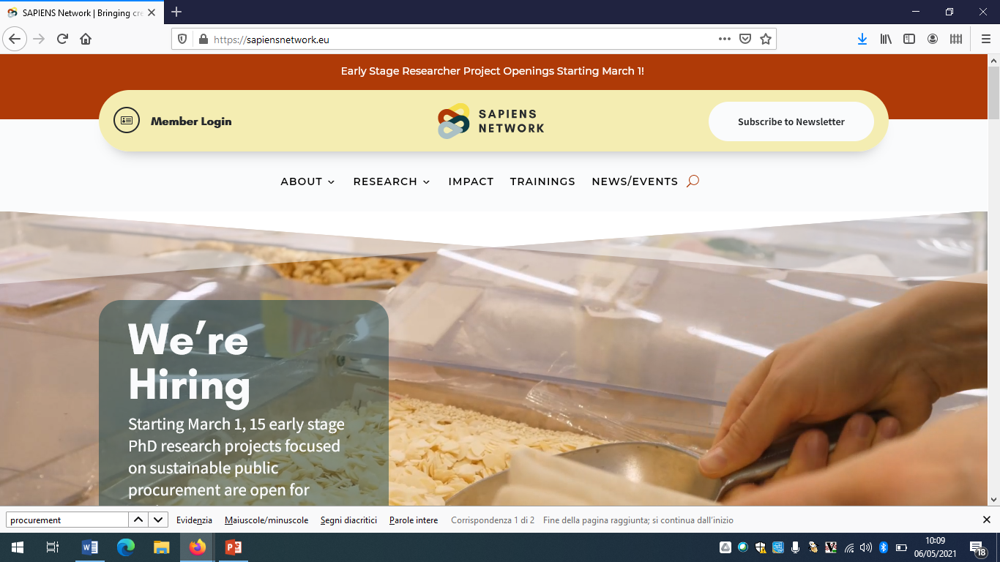 SAPIENS Network | Bringing cre
https://sapiensnetwork.eu
Early Stage Researcher Project Openings Starting March 1!
Member Login
SAPIENS
NETWORK
Subscribe to Newsletter
ABOUT RESEARCH IMPACT TRAININGS NEWS/EVENTS
We're
Hiring
Starting March 1, 15 early stage
PhD research projects focused
on sustainable public
procurement are open for
procurement Evidenzia Maiuscole/minuscole Segni diacritici Parole intere Corrispondenza 1 di 2 Fine della pagina raggiunta; si continua dall'inizio
10:09
06/05/2021
18